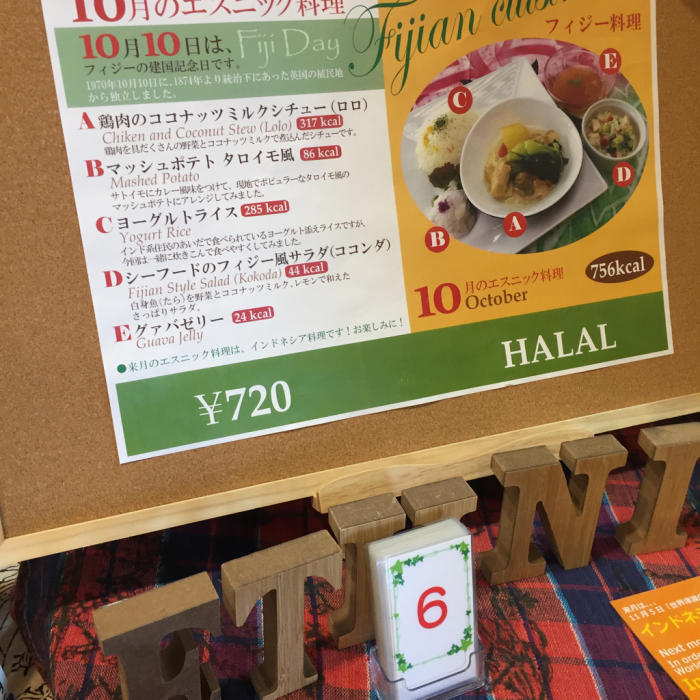 10月のエスニック料理
10月10日は、Fiji Day
フィジーの建国記念日です。
1970年10月10日に、1874年より統治下にあった英国の植民地
から独立しました。
A 鶏肉のココナッツミルクシチュー(ロロ)
Chiken and Coconut Stew (Lolo) 317 kcal
鶏肉を具だくさんの野菜とココナッツミルクで煮込んだシチューです。
B マッシュポテト タロイモ風
Mashed Potato 86 kcal
サトイモにカレー風味をつけて、現地でポピュラーなタロイモ風の
マッシュポテトにアレンジしてみました。
C ヨーグルトライス 285 kcal
Yogurt Rice
インド系住民のあいだで食べられているヨーグルト添えライスですが、
今回は一緒に炊きこんで食べやすくしてみました。
D シーフードのフィジー風サラダ(ココンダ)
Fijian Style Salad (Kokoda) 44 kcal
白身魚(たら)を野菜とココナッツミルク、レモンで和えた
さっぱりサラダ。
E グァバゼリー 24 kcal
Guava Jelly
●来月のエスニック料理は、インドネシア料理です!お楽しみに!
¥720
Fijian
フィジー料理
A
B
C
D
E
756kcal
10月のエスニック料理
October
HALAL
ETHNI
6
来月は…
11月5日「世界津波
インドネ
Next mo
In orde
World